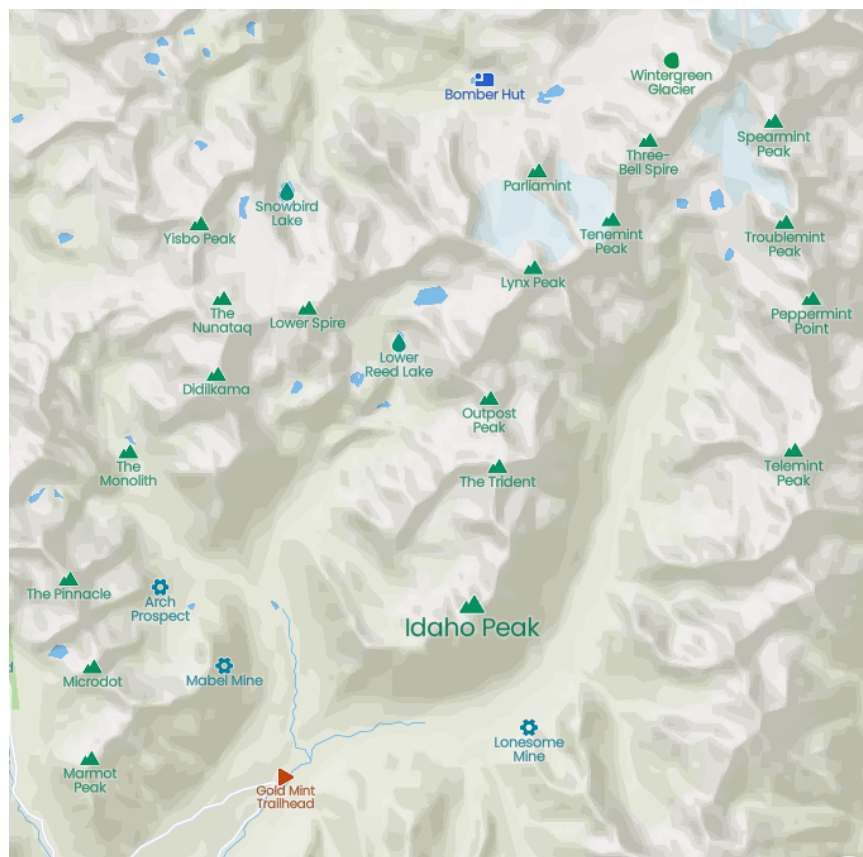 Wintergreen
Glacier
Bomber Hut
Spearmint
Peak
Three-
Bell Spire
Parliamint
Snowbird
Lake
Yisbo Peak
Tenemint
Peak
Troublemint
Peak
Lynx Peak
The
Nunataq
Lower Spire
Peppermint
Point
Lower
Reed Lake
Didilkama
Outpost
Peak
The
Monolith
The Trident
Telemint
Peak
The Pinnacle
Arch
Prospect
Idaho Peak
Microdot
Mabel Mine
Lonesome
Mine
Marmot
Peak
Gold Mint
Trailhead